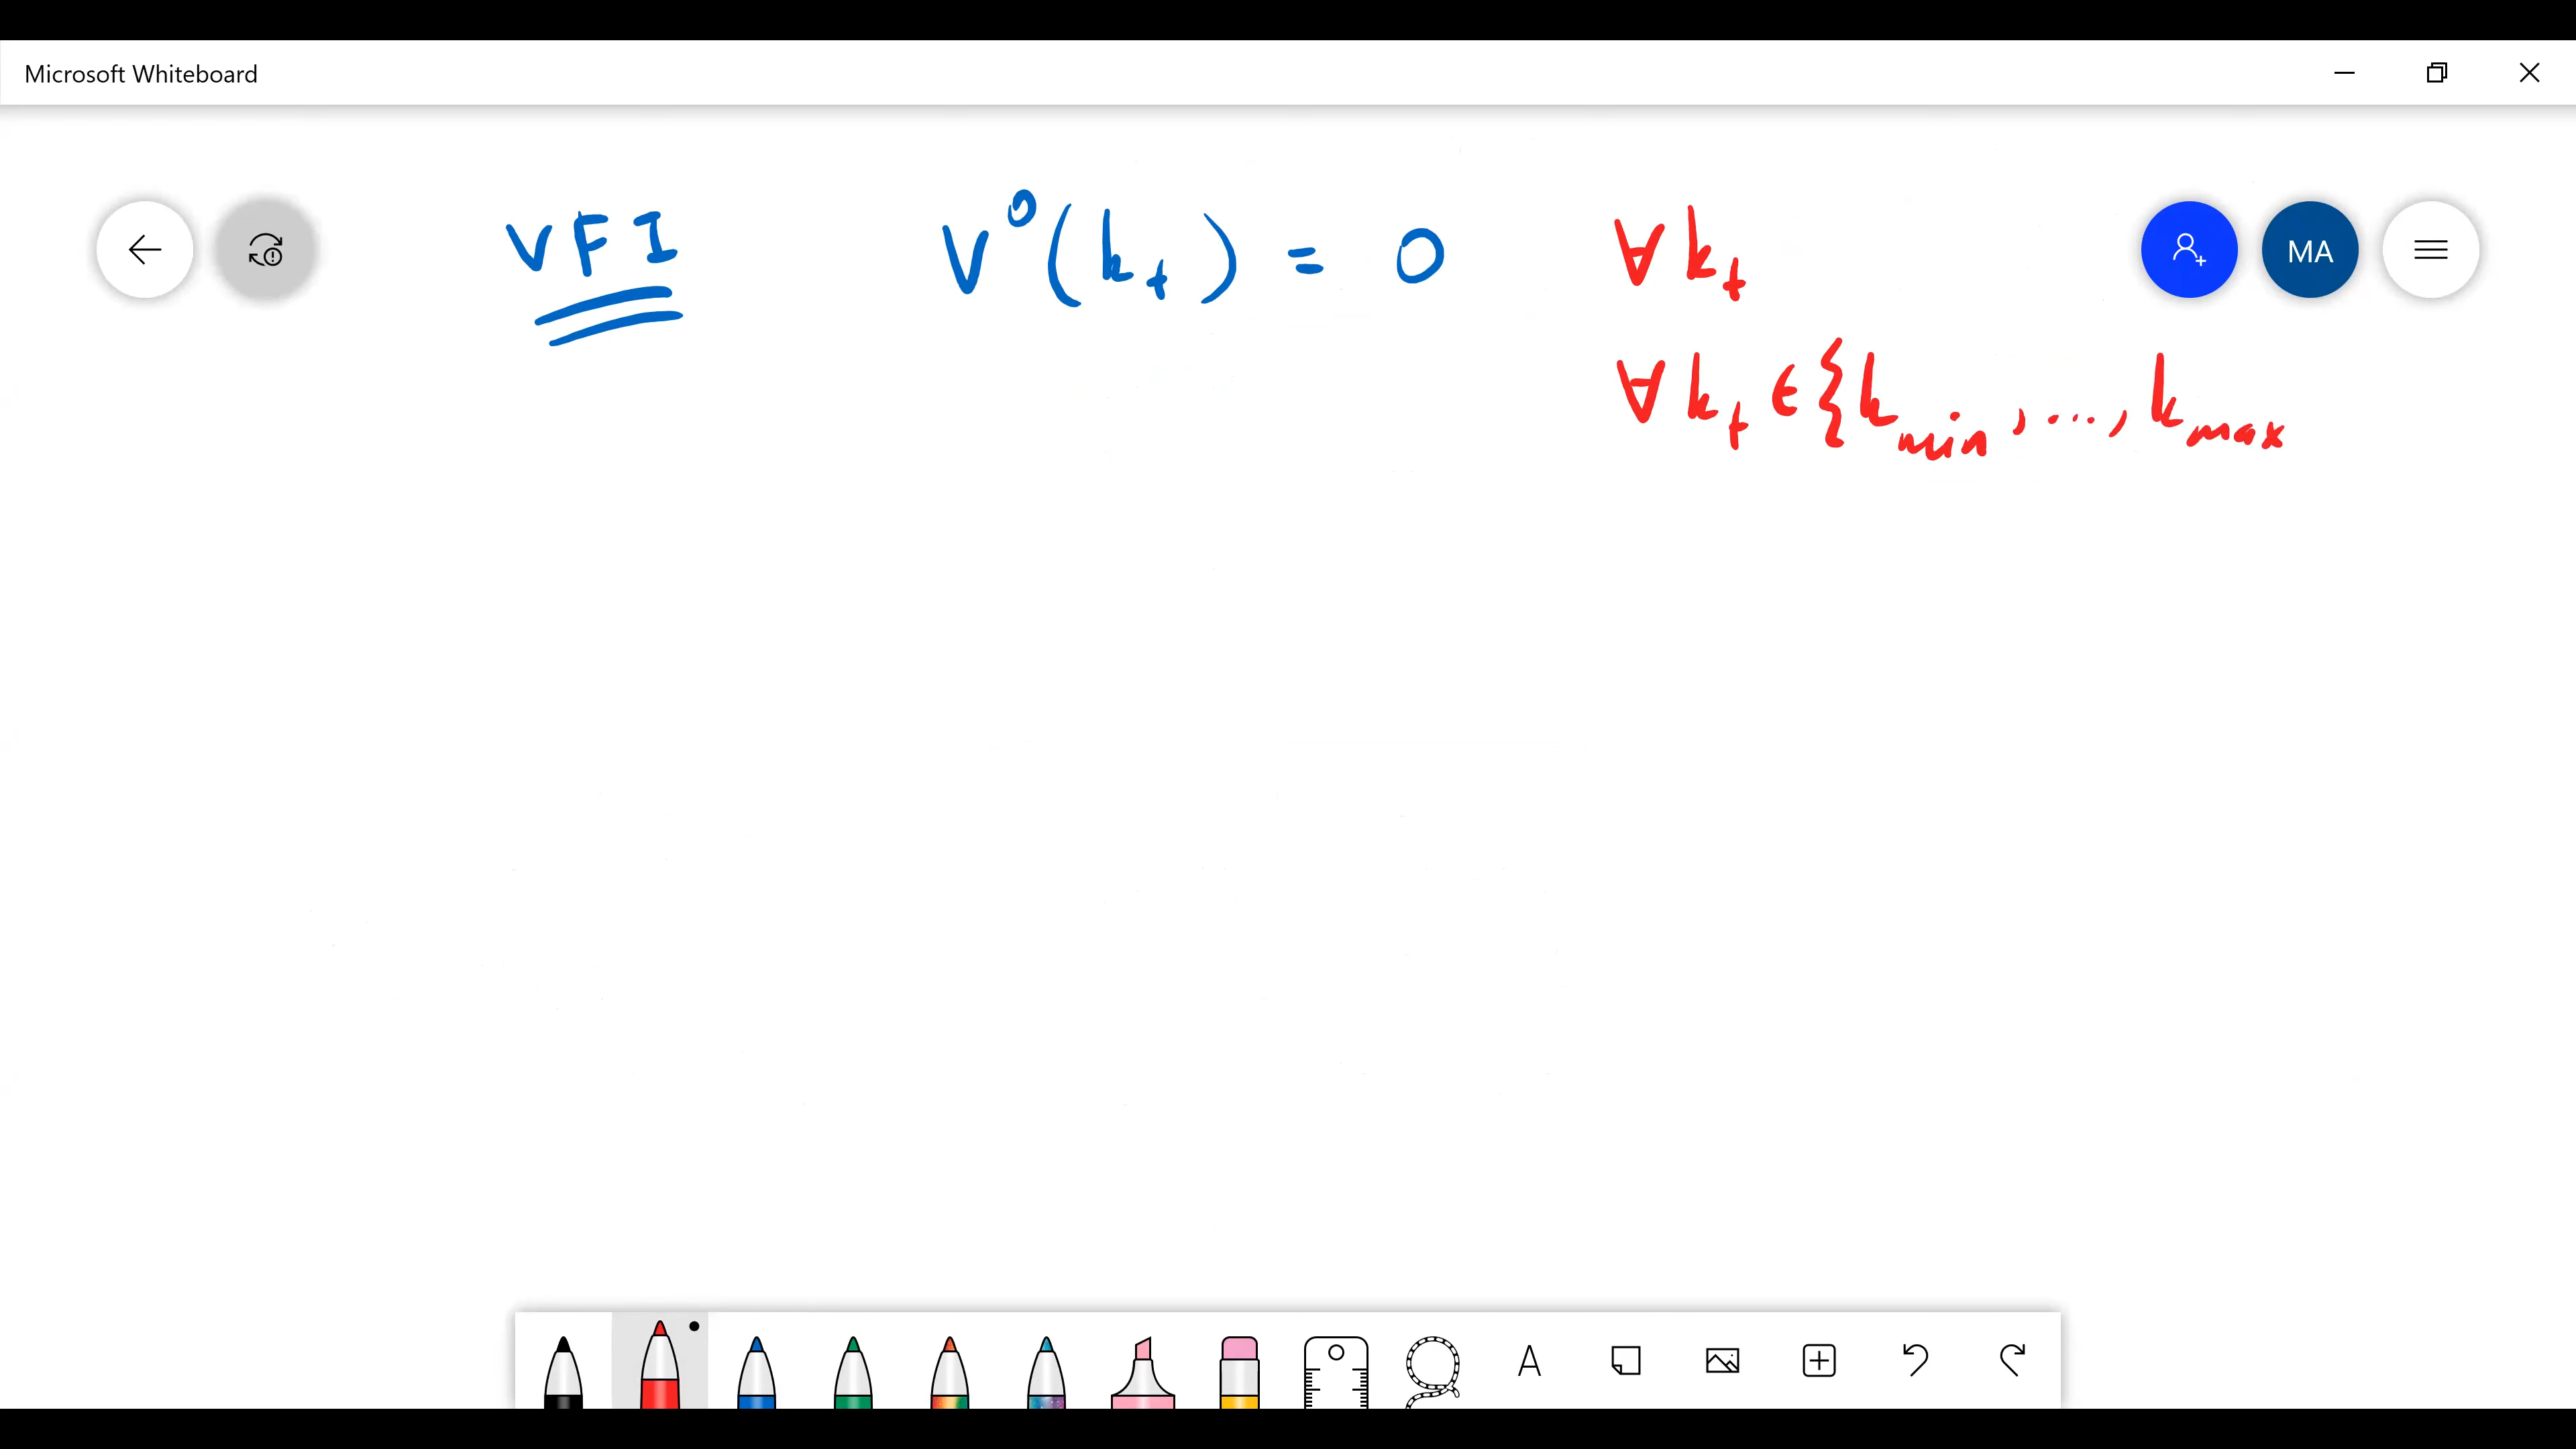 Microsoft Whiteboard
VFI V⁰(kₜ) = 0 ∀kₜ
MA
∀kₜ ∈ {k_min, ..., k_max
A